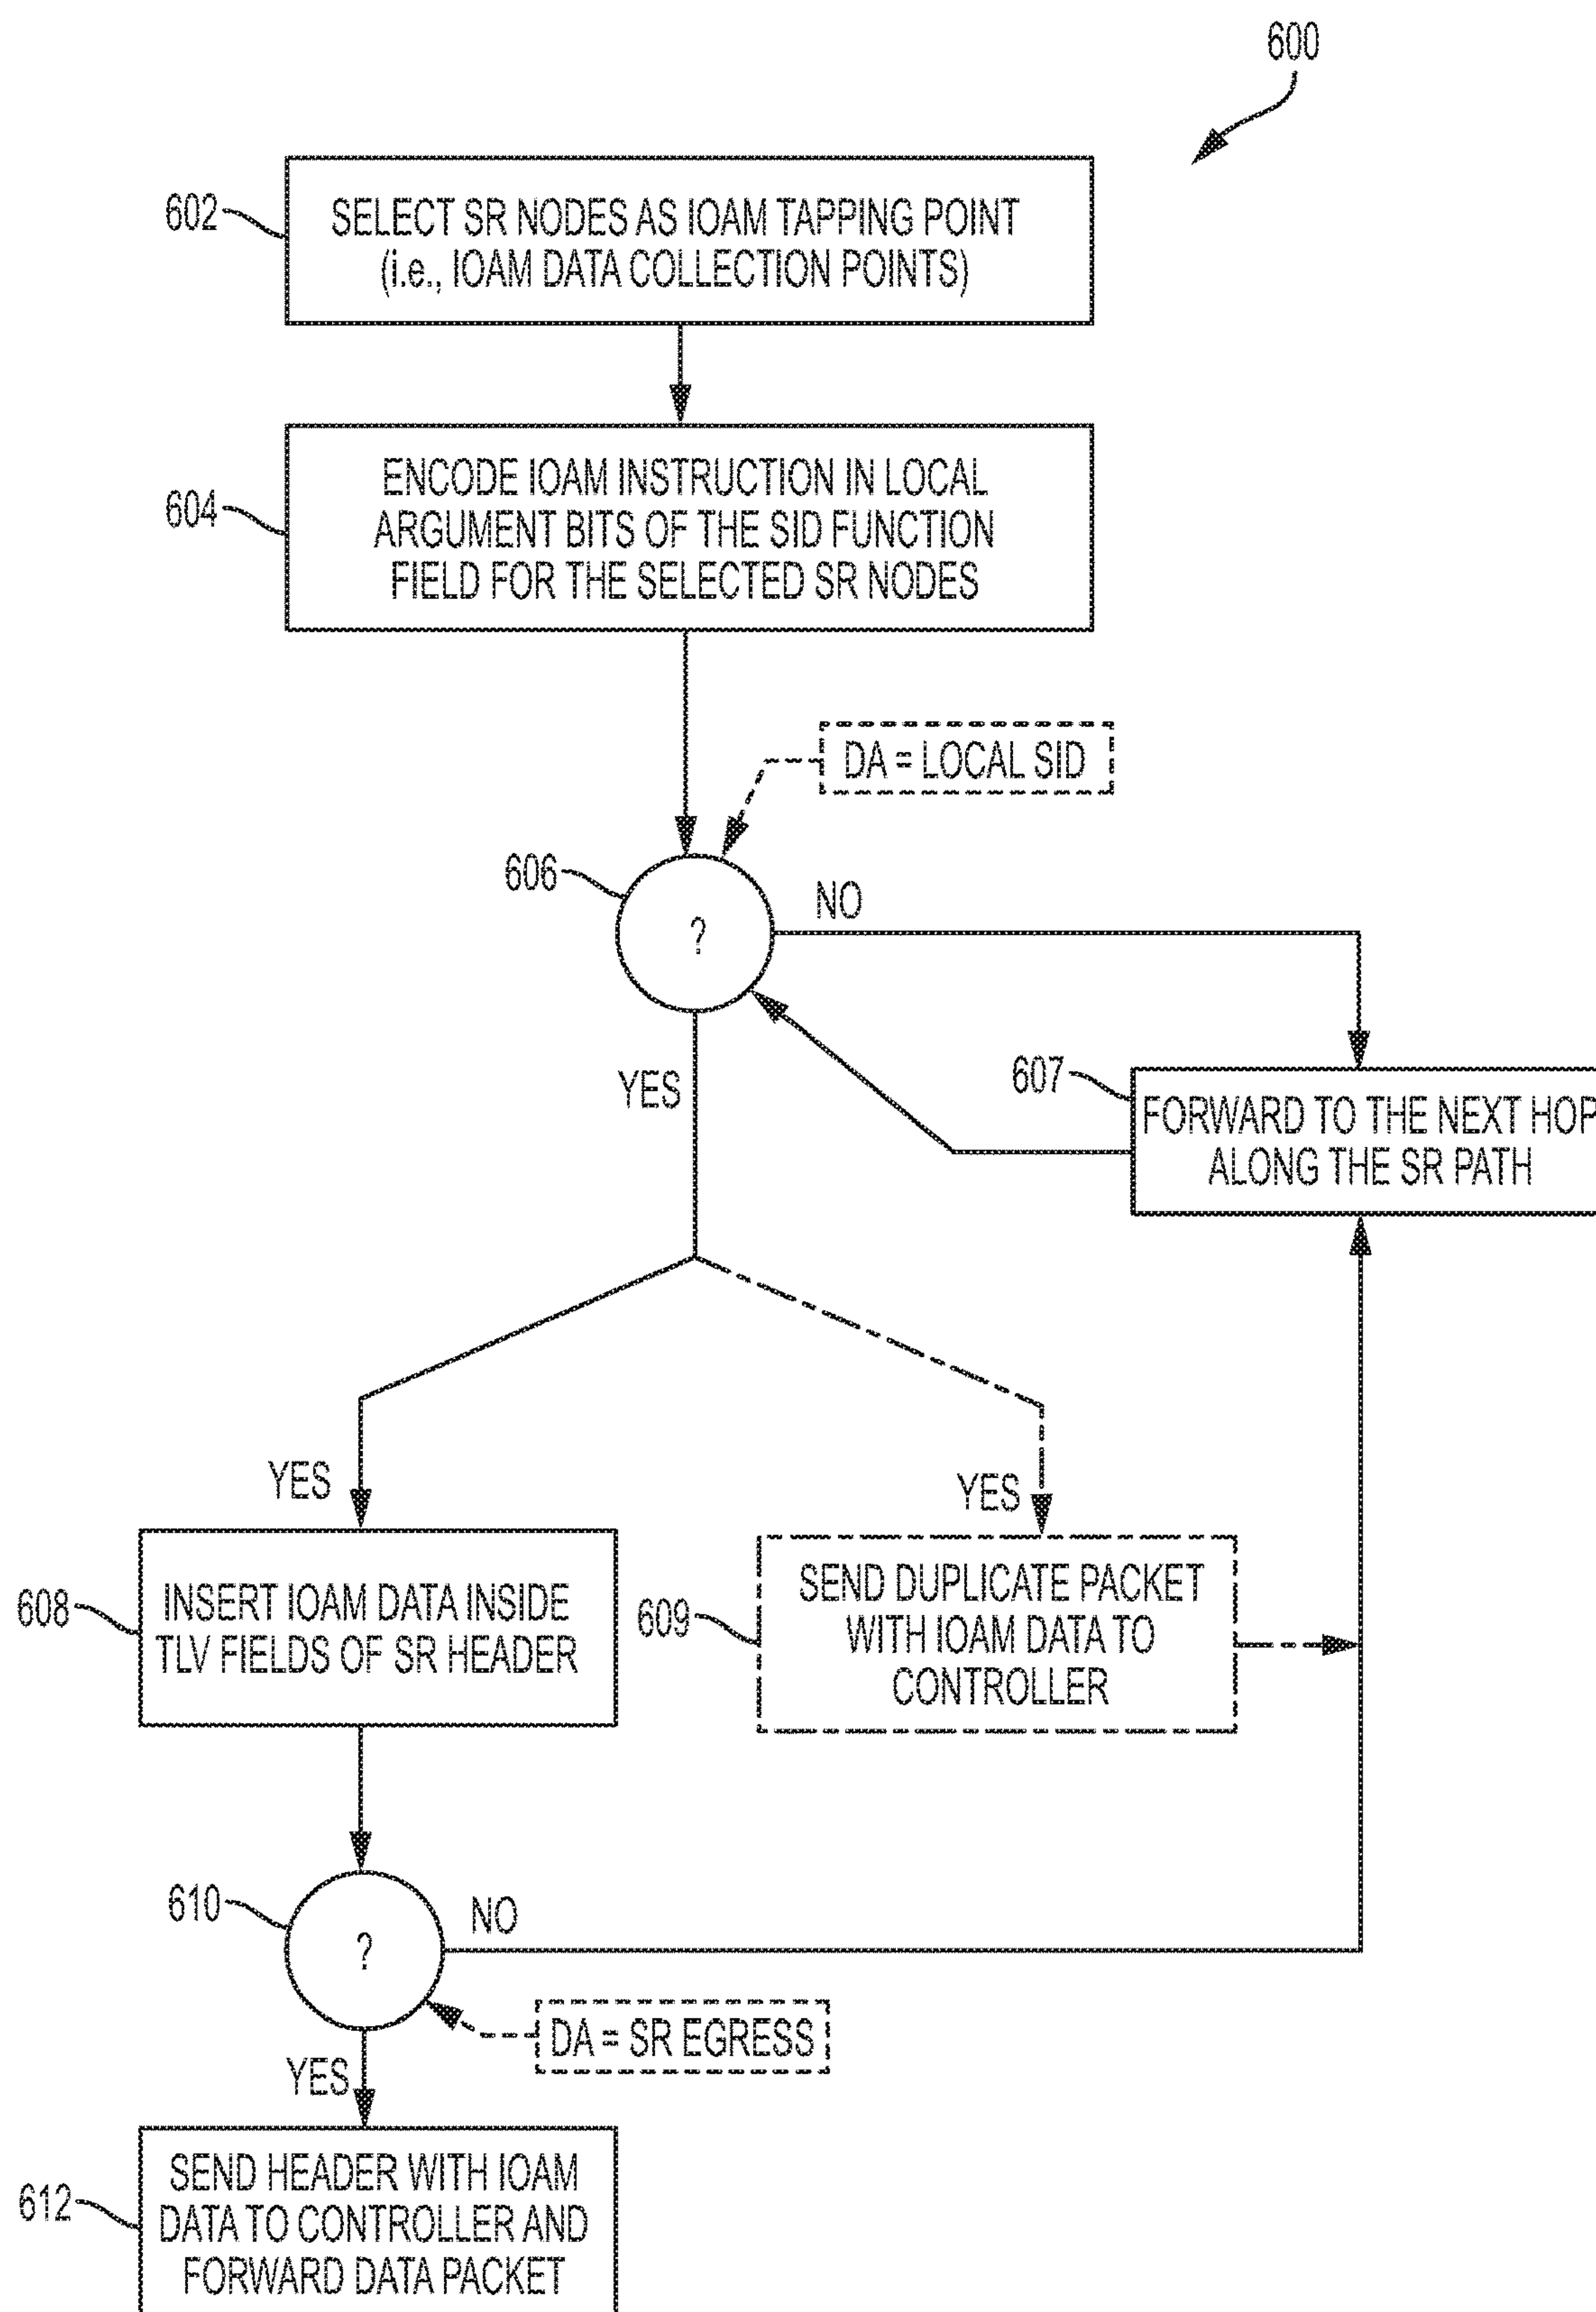 600
602
SELECT SR NODES AS IOAM TAPPING POINT
(i.e., IOAM DATA COLLECTION POINTS)
604
ENCODE IOAM INSTRUCTION IN LOCAL
ARGUMENT BITS OF THE SID FUNCTION
FIELD FOR THE SELECTED SR NODES
DA = LOCAL SID
606
?
NO
YES
607
FORWARD TO THE NEXT HOP
ALONG THE SR PATH
YES
YES
608
INSERT IOAM DATA INSIDE
TLV FIELDS OF SR HEADER
609
SEND DUPLICATE PACKET
WITH IOAM DATA TO
CONTROLLER
610
?
NO
DA = SR EGRESS
YES
612
SEND HEADER WITH IOAM
DATA TO CONTROLLER AND
FORWARD DATA PACKET